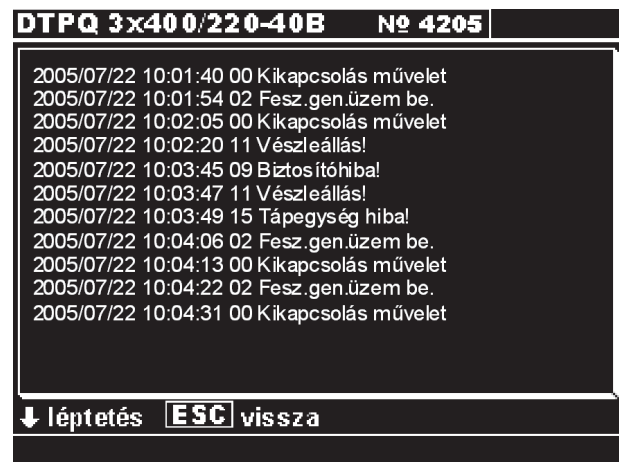 DTPQ 3x400/220-40B Nº 4205
2005/07/22 10:01:40 00 Kikapcsolás művelet
2005/07/22 10:01:54 02 Fesz.gen.üzem be.
2005/07/22 10:02:05 00 Kikapcsolás művelet
2005/07/22 10:02:20 11 Vészleállás!
2005/07/22 10:03:45 09 Biztosítóhiba!
2005/07/22 10:03:47 11 Vészleállás!
2005/07/22 10:03:49 15 Tápegység hiba!
2005/07/22 10:04:06 02 Fesz.gen.üzem be.
2005/07/22 10:04:13 00 Kikapcsolás művelet
2005/07/22 10:04:22 02 Fesz.gen.üzem be.
2005/07/22 10:04:31 00 Kikapcsolás művelet
↓ léptetés ESC vissza